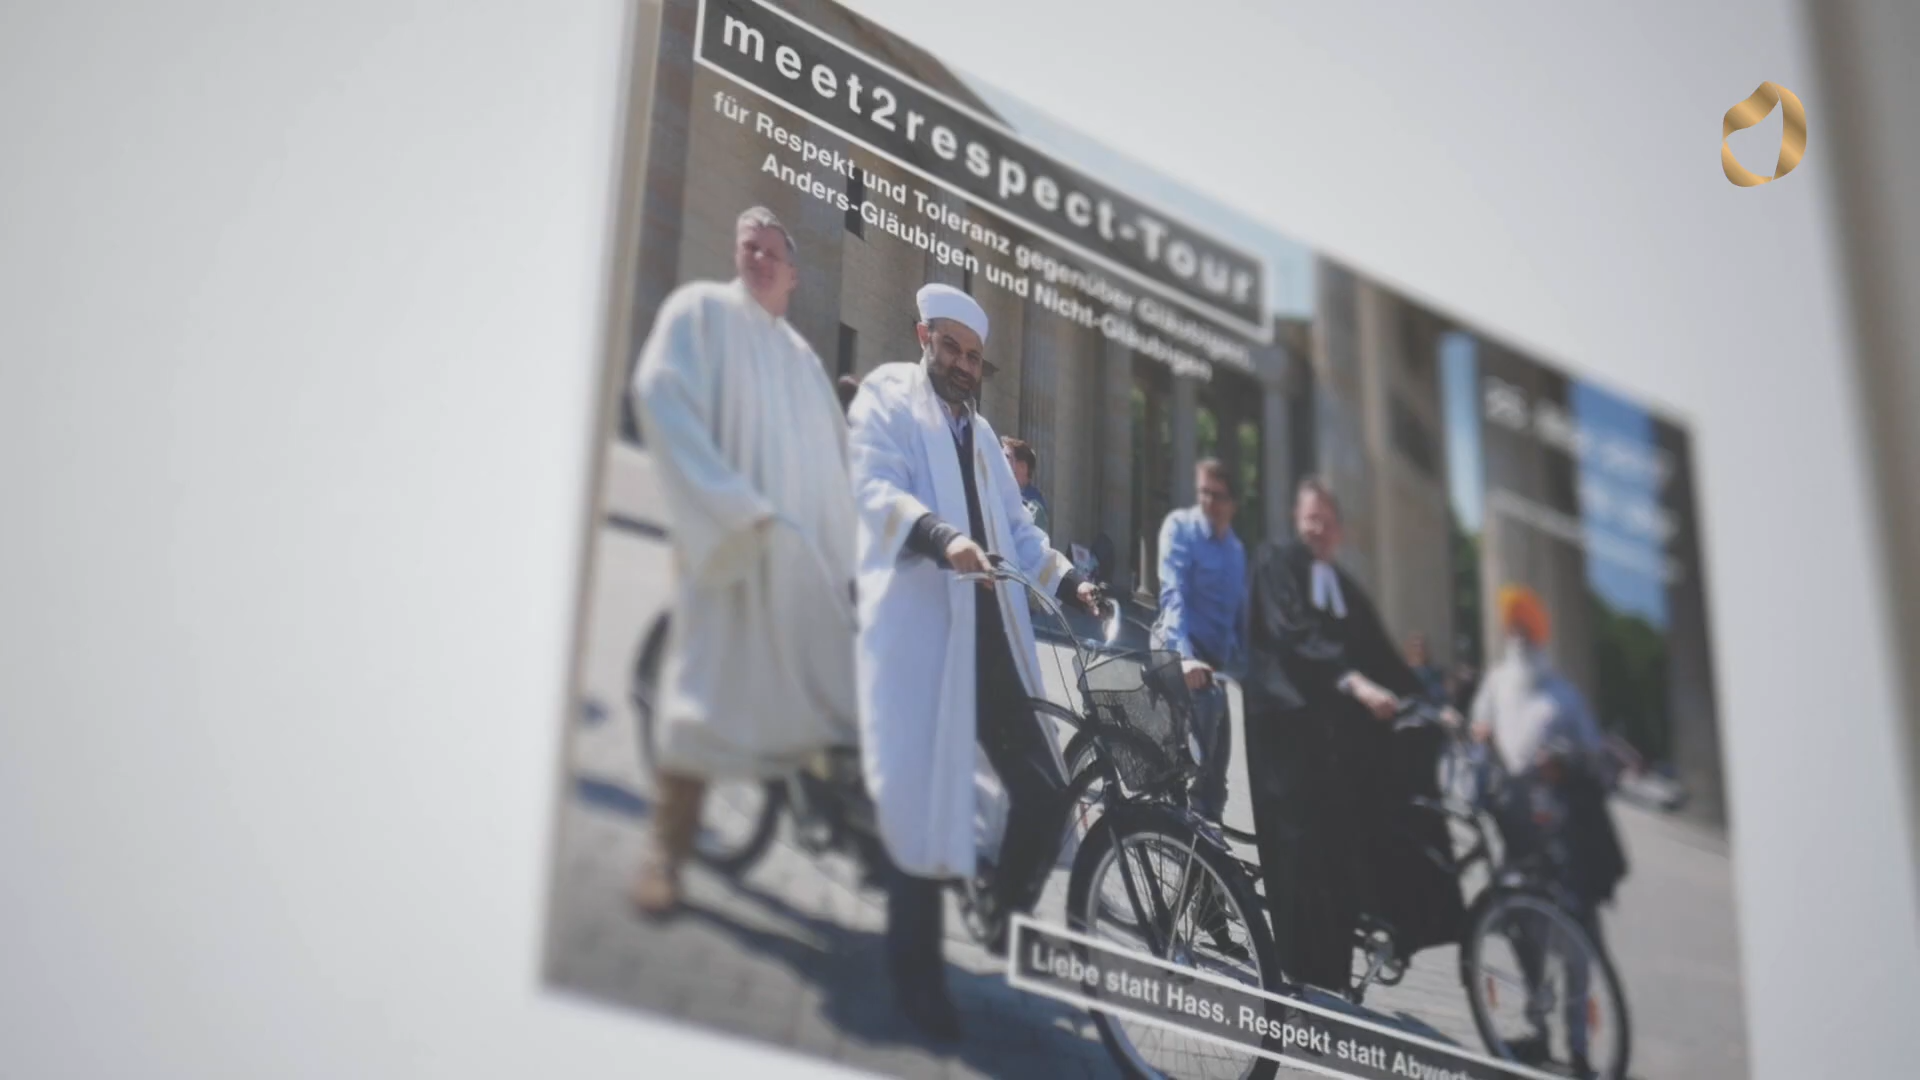 meet2respect-Tour
für Respekt und Toleranz gegenüber Gläubigen,
Anders-Gläubigen und Nicht-Gläubigen
Liebe statt Hass. Respekt statt